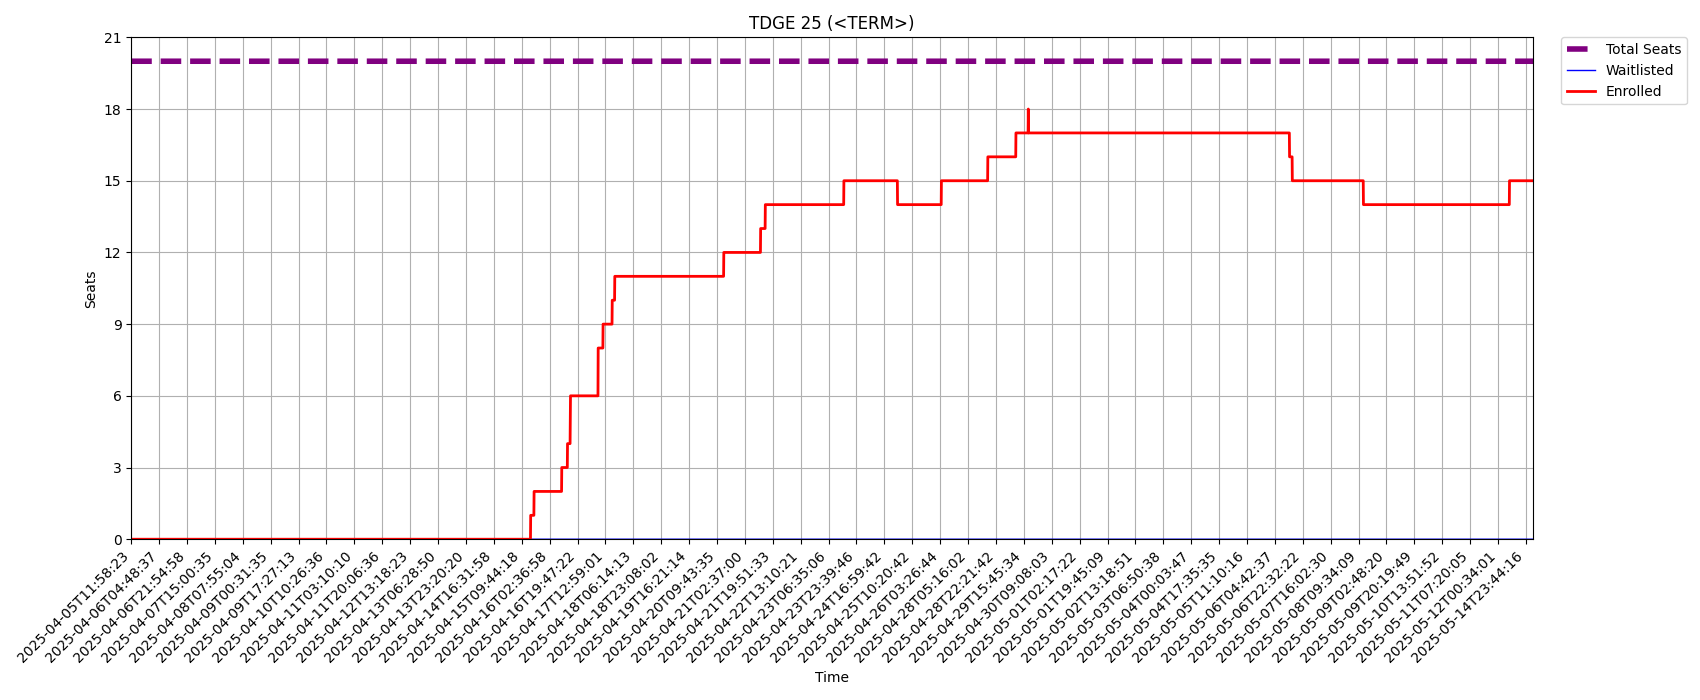 TDGE 25 (<TERM>)
21
18
15
12
9
6
3
0
Seats
Total Seats
Waitlisted
Enrolled
2025-04-05T11:58:23
2025-04-06T04:48:37
2025-04-06T21:54:58
2025-04-07T15:00:35
2025-04-08T07:55:04
2025-04-09T00:31:35
2025-04-09T17:27:13
2025-04-10T10:26:36
2025-04-11T03:10:10
2025-04-11T20:06:36
2025-04-12T13:18:23
2025-04-13T06:28:50
2025-04-13T23:20:20
2025-04-14T16:31:58
2025-04-15T09:44:18
2025-04-16T02:36:58
2025-04-16T19:47:22
2025-04-17T12:59:01
2025-04-18T06:14:13
2025-04-18T23:08:02
2025-04-19T16:21:14
2025-04-20T09:43:35
2025-04-21T02:37:00
2025-04-21T19:51:33
2025-04-22T13:10:21
2025-04-23T06:35:06
2025-04-23T23:39:46
2025-04-24T16:59:42
2025-04-25T10:20:42
2025-04-26T03:26:44
2025-04-28T05:16:02
2025-04-28T22:21:42
2025-04-29T15:45:34
2025-04-30T09:08:03
2025-05-01T02:17:22
2025-05-01T19:45:09
2025-05-02T13:18:51
2025-05-03T06:50:38
2025-05-04T00:03:47
2025-05-04T17:35:35
2025-05-05T11:10:16
2025-05-06T04:42:37
2025-05-06T22:32:22
2025-05-07T16:02:30
2025-05-08T09:34:09
2025-05-09T02:48:20
2025-05-09T20:19:49
2025-05-10T13:51:52
2025-05-11T07:20:05
2025-05-12T00:34:01
2025-05-14T23:44:16
Time